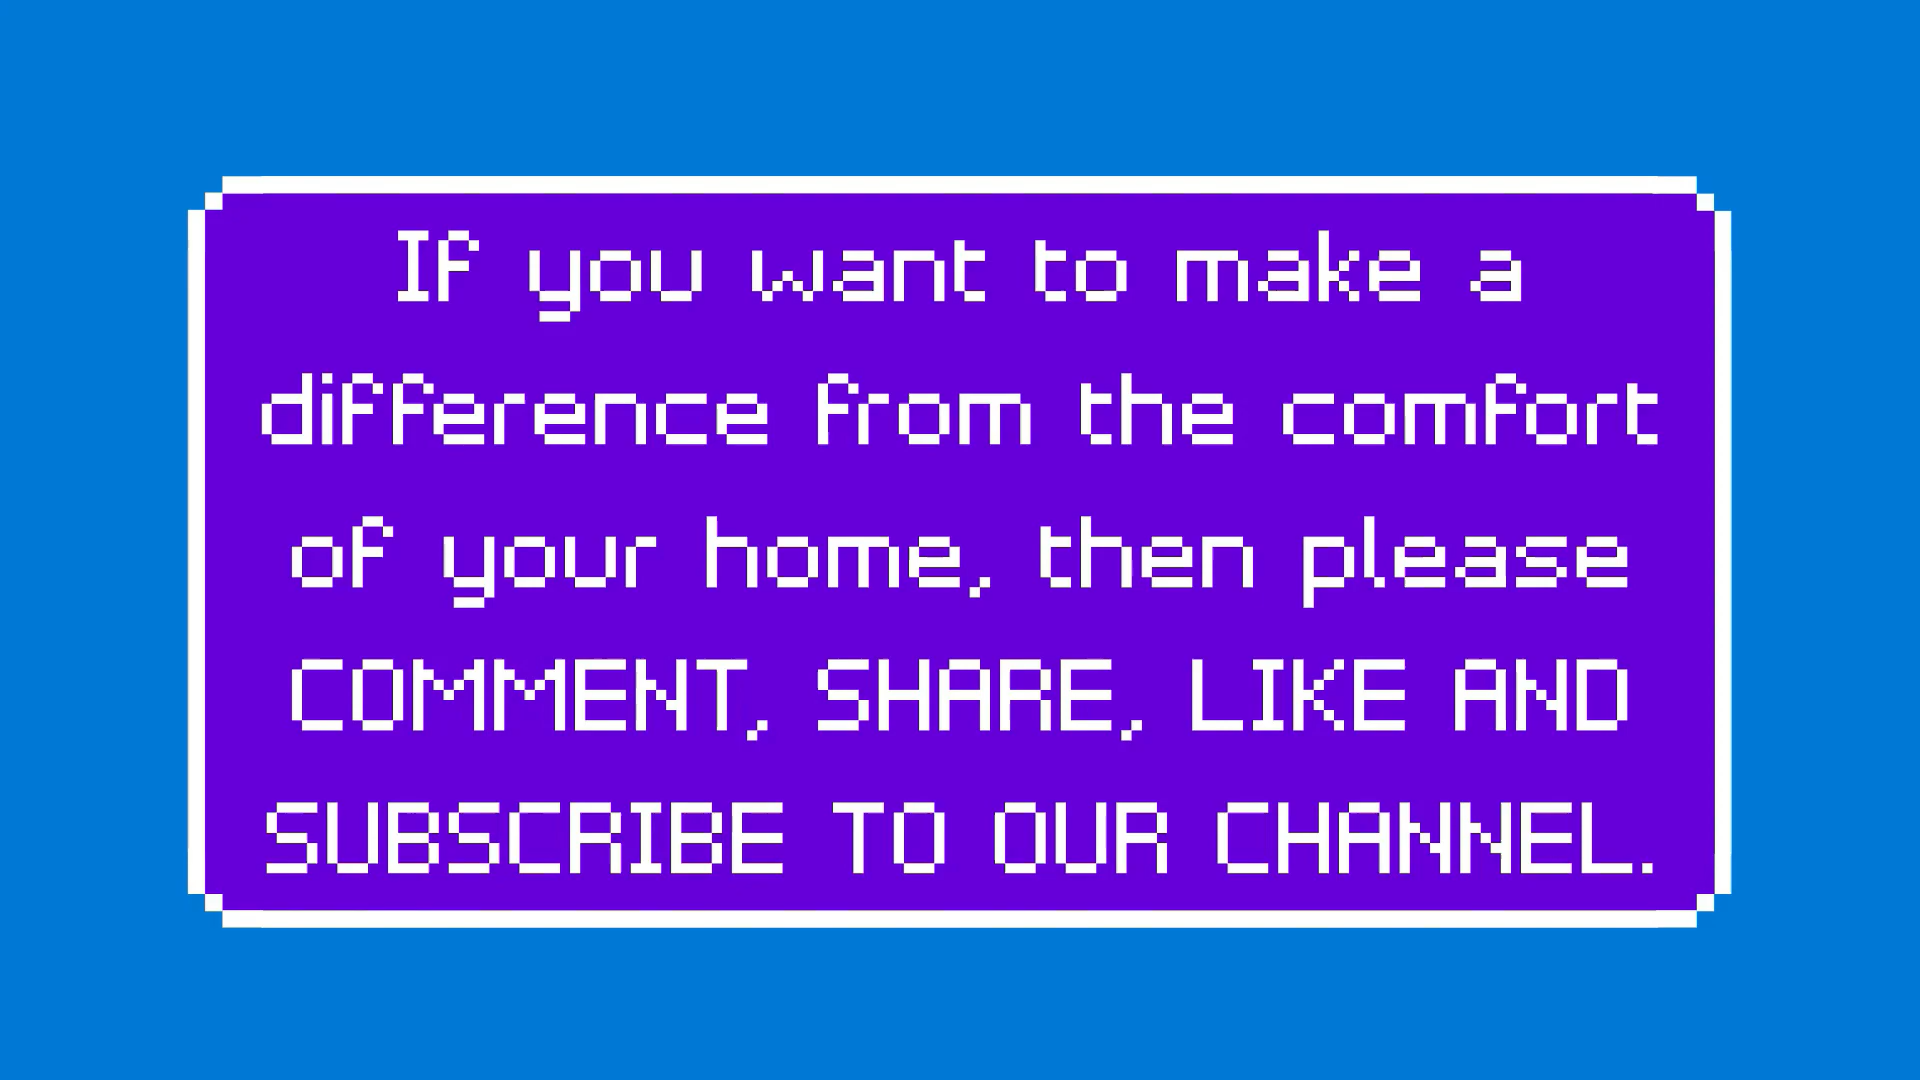 If you want to make a
difference from the comfort
of your home, then please
COMMENT, SHARE, LIKE AND
SUBSCRIBE TO OUR CHANNEL.